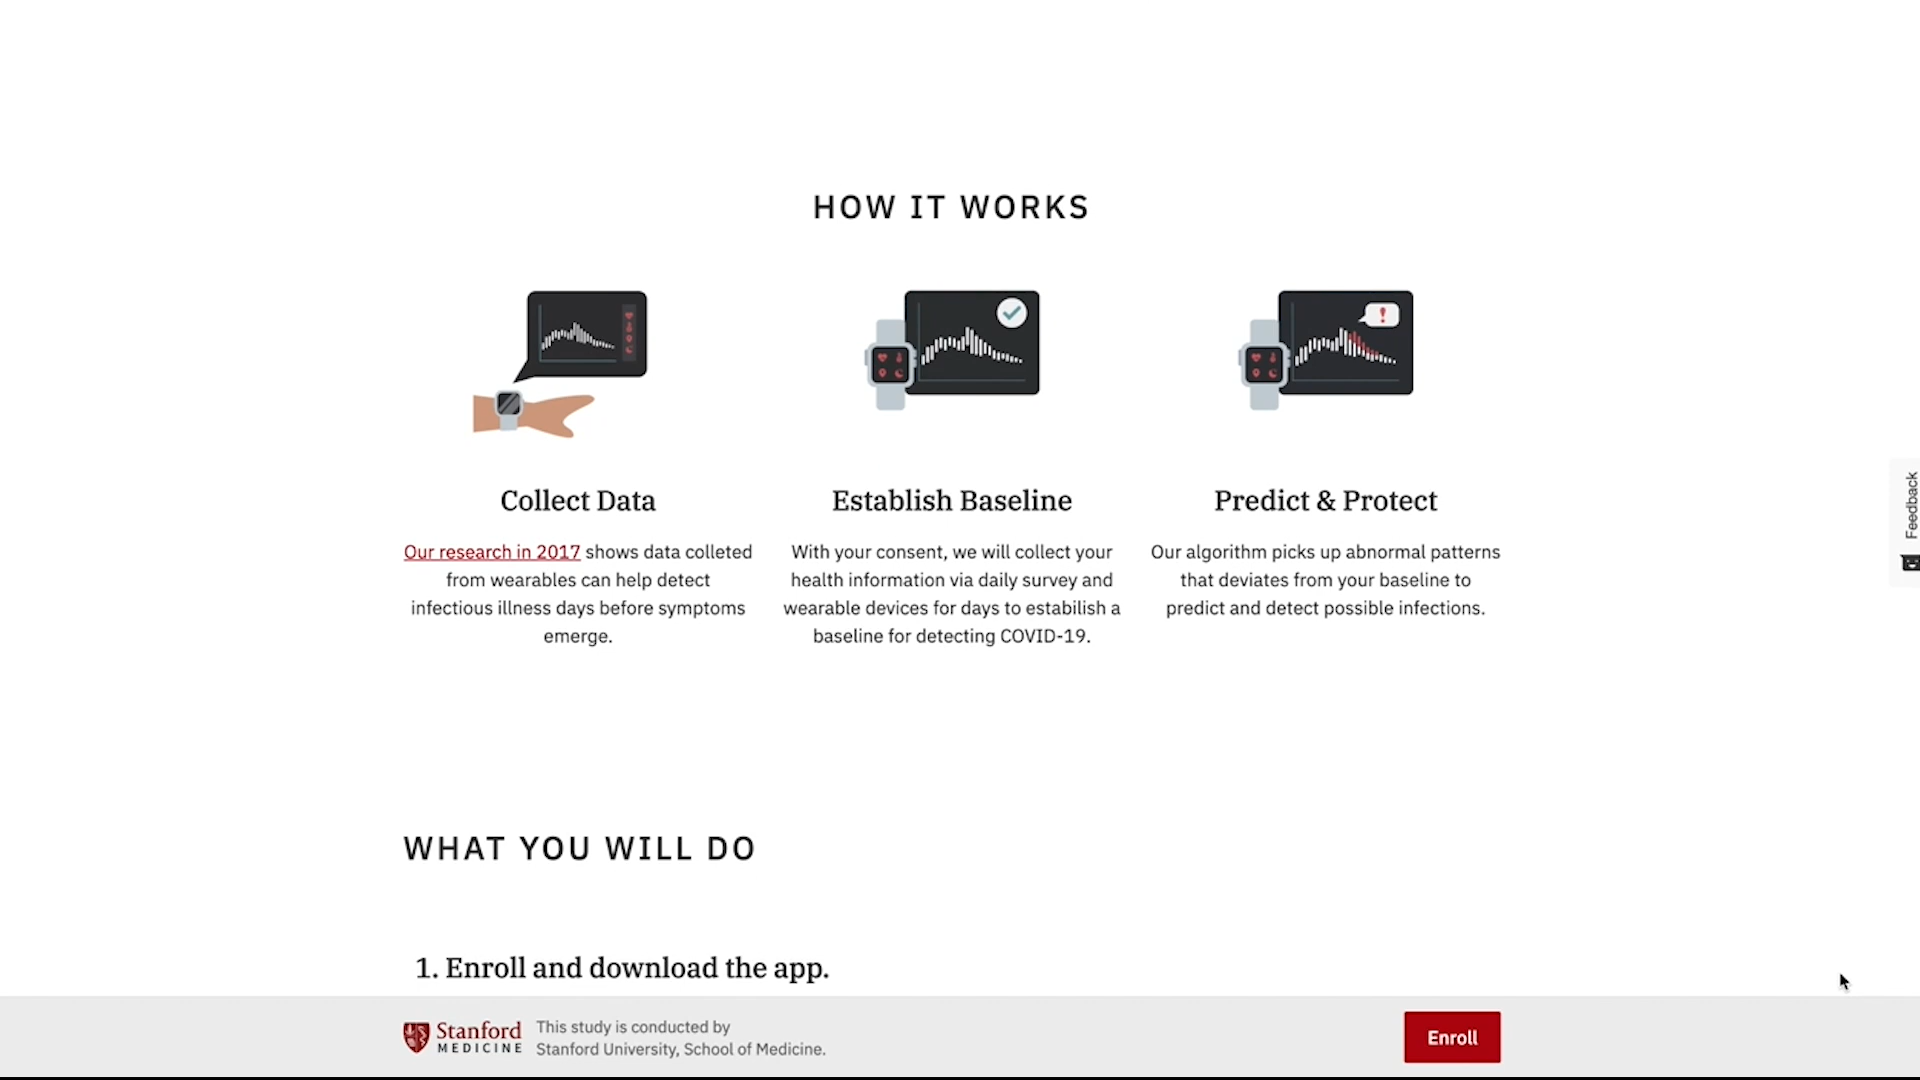 HOW IT WORKS
Collect Data
Our research in 2017 shows data colleted
from wearables can help detect
infectious illness days before symptoms
emerge.
Establish Baseline
With your consent, we will collect your
health information via daily survey and
wearable devices for days to estabilish a
baseline for detecting COVID-19.
Predict & Protect
Our algorithm picks up abnormal patterns
that deviates from your baseline to
predict and detect possible infections.
Feedback
WHAT YOU WILL DO
1. Enroll and download the app.
Stanford
MEDICINE
This study is conducted by
Stanford University, School of Medicine.
Enroll